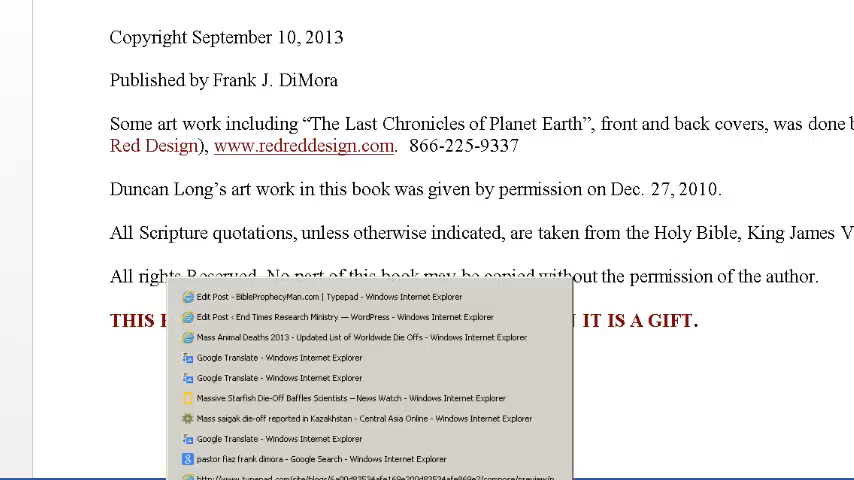 Copyright September 10, 2013
Published by Frank J. DiMora
Some art work including “The Last Chronicles of Planet Earth”, front and back covers, was done
Red Design), www.redreddesign.com. 866-225-9337
Duncan Long’s art work in this book was given by permission on Dec. 27, 2010.
All Scripture quotations, unless otherwise indicated, are taken from the Holy Bible, King James V
All rights Reserved. No part of this book may be copied without the permission of the author.
THIS IT IS A GIFT.
Edit Post - BibleProphecyMan.com | Typepad - Windows Internet Explorer
Edit Post ‹ End Times Research Ministry — WordPress - Windows Internet Explorer
Mass Animal Deaths 2013 - Updated List of Worldwide Die Offs - Windows Internet Explorer
Google Translate - Windows Internet Explorer
Google Translate - Windows Internet Explorer
Massive Starfish Die-Off Baffles Scientists – News Watch - Windows Internet Explorer
Mass saigak die-off reported in Kazakhstan - Central Asia Online - Windows Internet Explorer
Google Translate - Windows Internet Explorer
pastor fiaz frank dimora - Google Search - Windows Internet Explorer